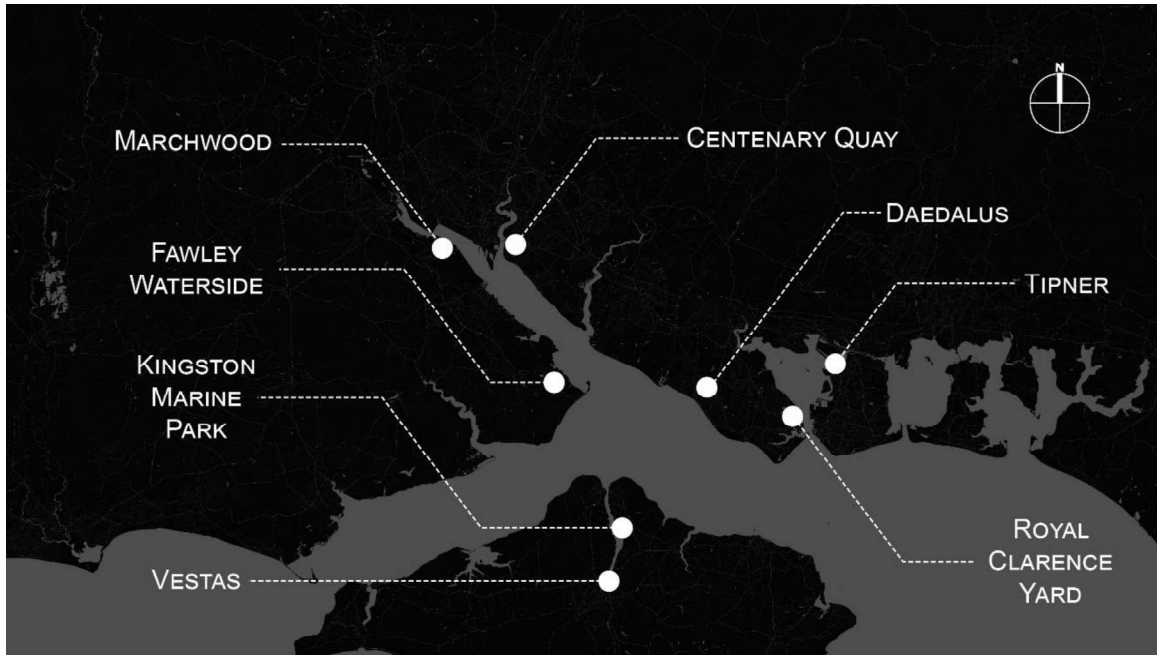 N
MARCHWOOD
CENTENARY QUAY
DAEDALUS
FAWLEY
WATERSIDE
TIPNER
KINGSTON
MARINE
PARK
ROYAL
CLARENCE
YARD
VESTAS